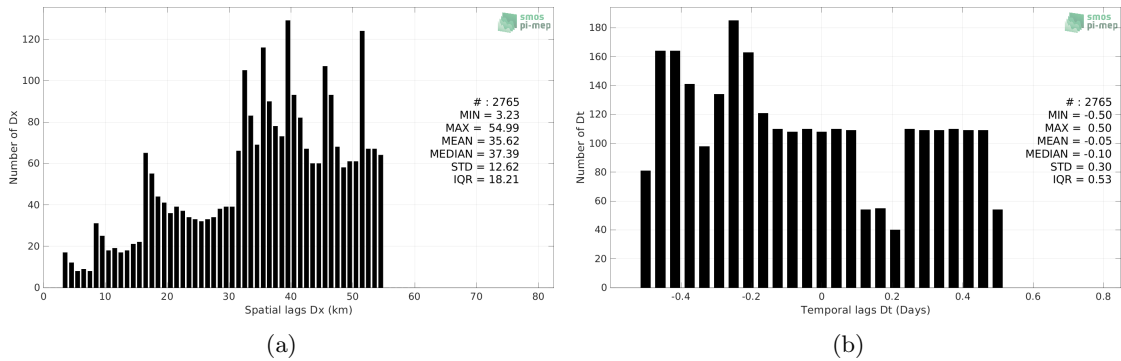 smos
pi-mep
120
100
80
60
40
20
0
Number of Dx
# : 2765
MIN = 3.23
MAX = 54.99
MEAN = 35.62
MEDIAN = 37.39
STD = 12.62
IQR = 18.21
0 10 20 30 40 50 60 70 80
Spatial lags Dx (km)
(a)
smos
pi-mep
180
160
140
120
100
80
60
40
20
0
Number of Dt
# : 2765
MIN = -0.50
MAX = 0.50
MEAN = -0.05
MEDIAN = -0.10
STD = 0.30
IQR = 0.53
-0.4 -0.2 0 0.2 0.4 0.6 0.8
Temporal lags Dt (Days)
(b)